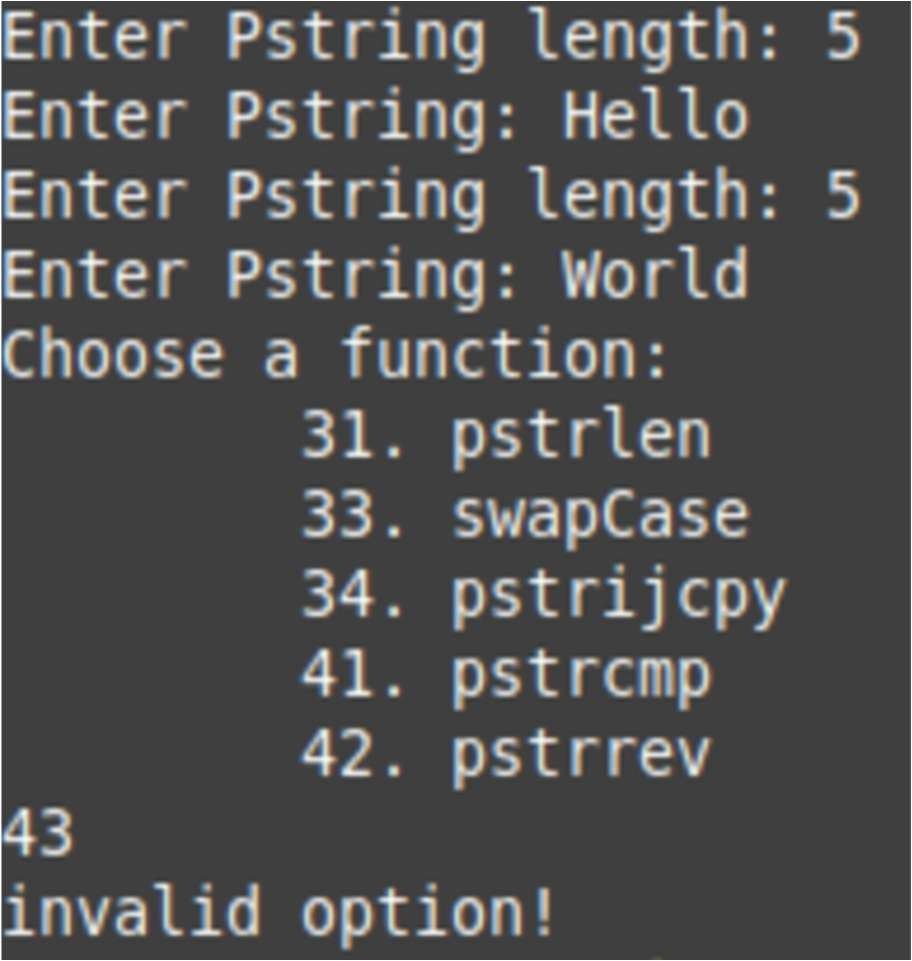 Enter Pstring length: 5
Enter Pstring: Hello
Enter Pstring length: 5
Enter Pstring: World
Choose a function:
        31. pstrlen
        33. swapCase
        34. pstrijcpy
        41. pstrcmp
        42. pstrrev
43
invalid option!